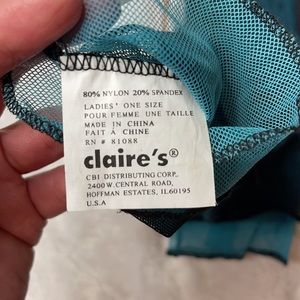 80% NYLON 20% SPANDEX
LADIES' ONE SIZE
POUR FEMME UNE TAILLE
MADE IN CHINA
FAIT À CHINE
RN # 81088
claire's®
CBI DISTRIBUTING CORP.,
2400 W. CENTRAL ROAD,
HOFFMAN ESTATES, IL60195
U.S.A